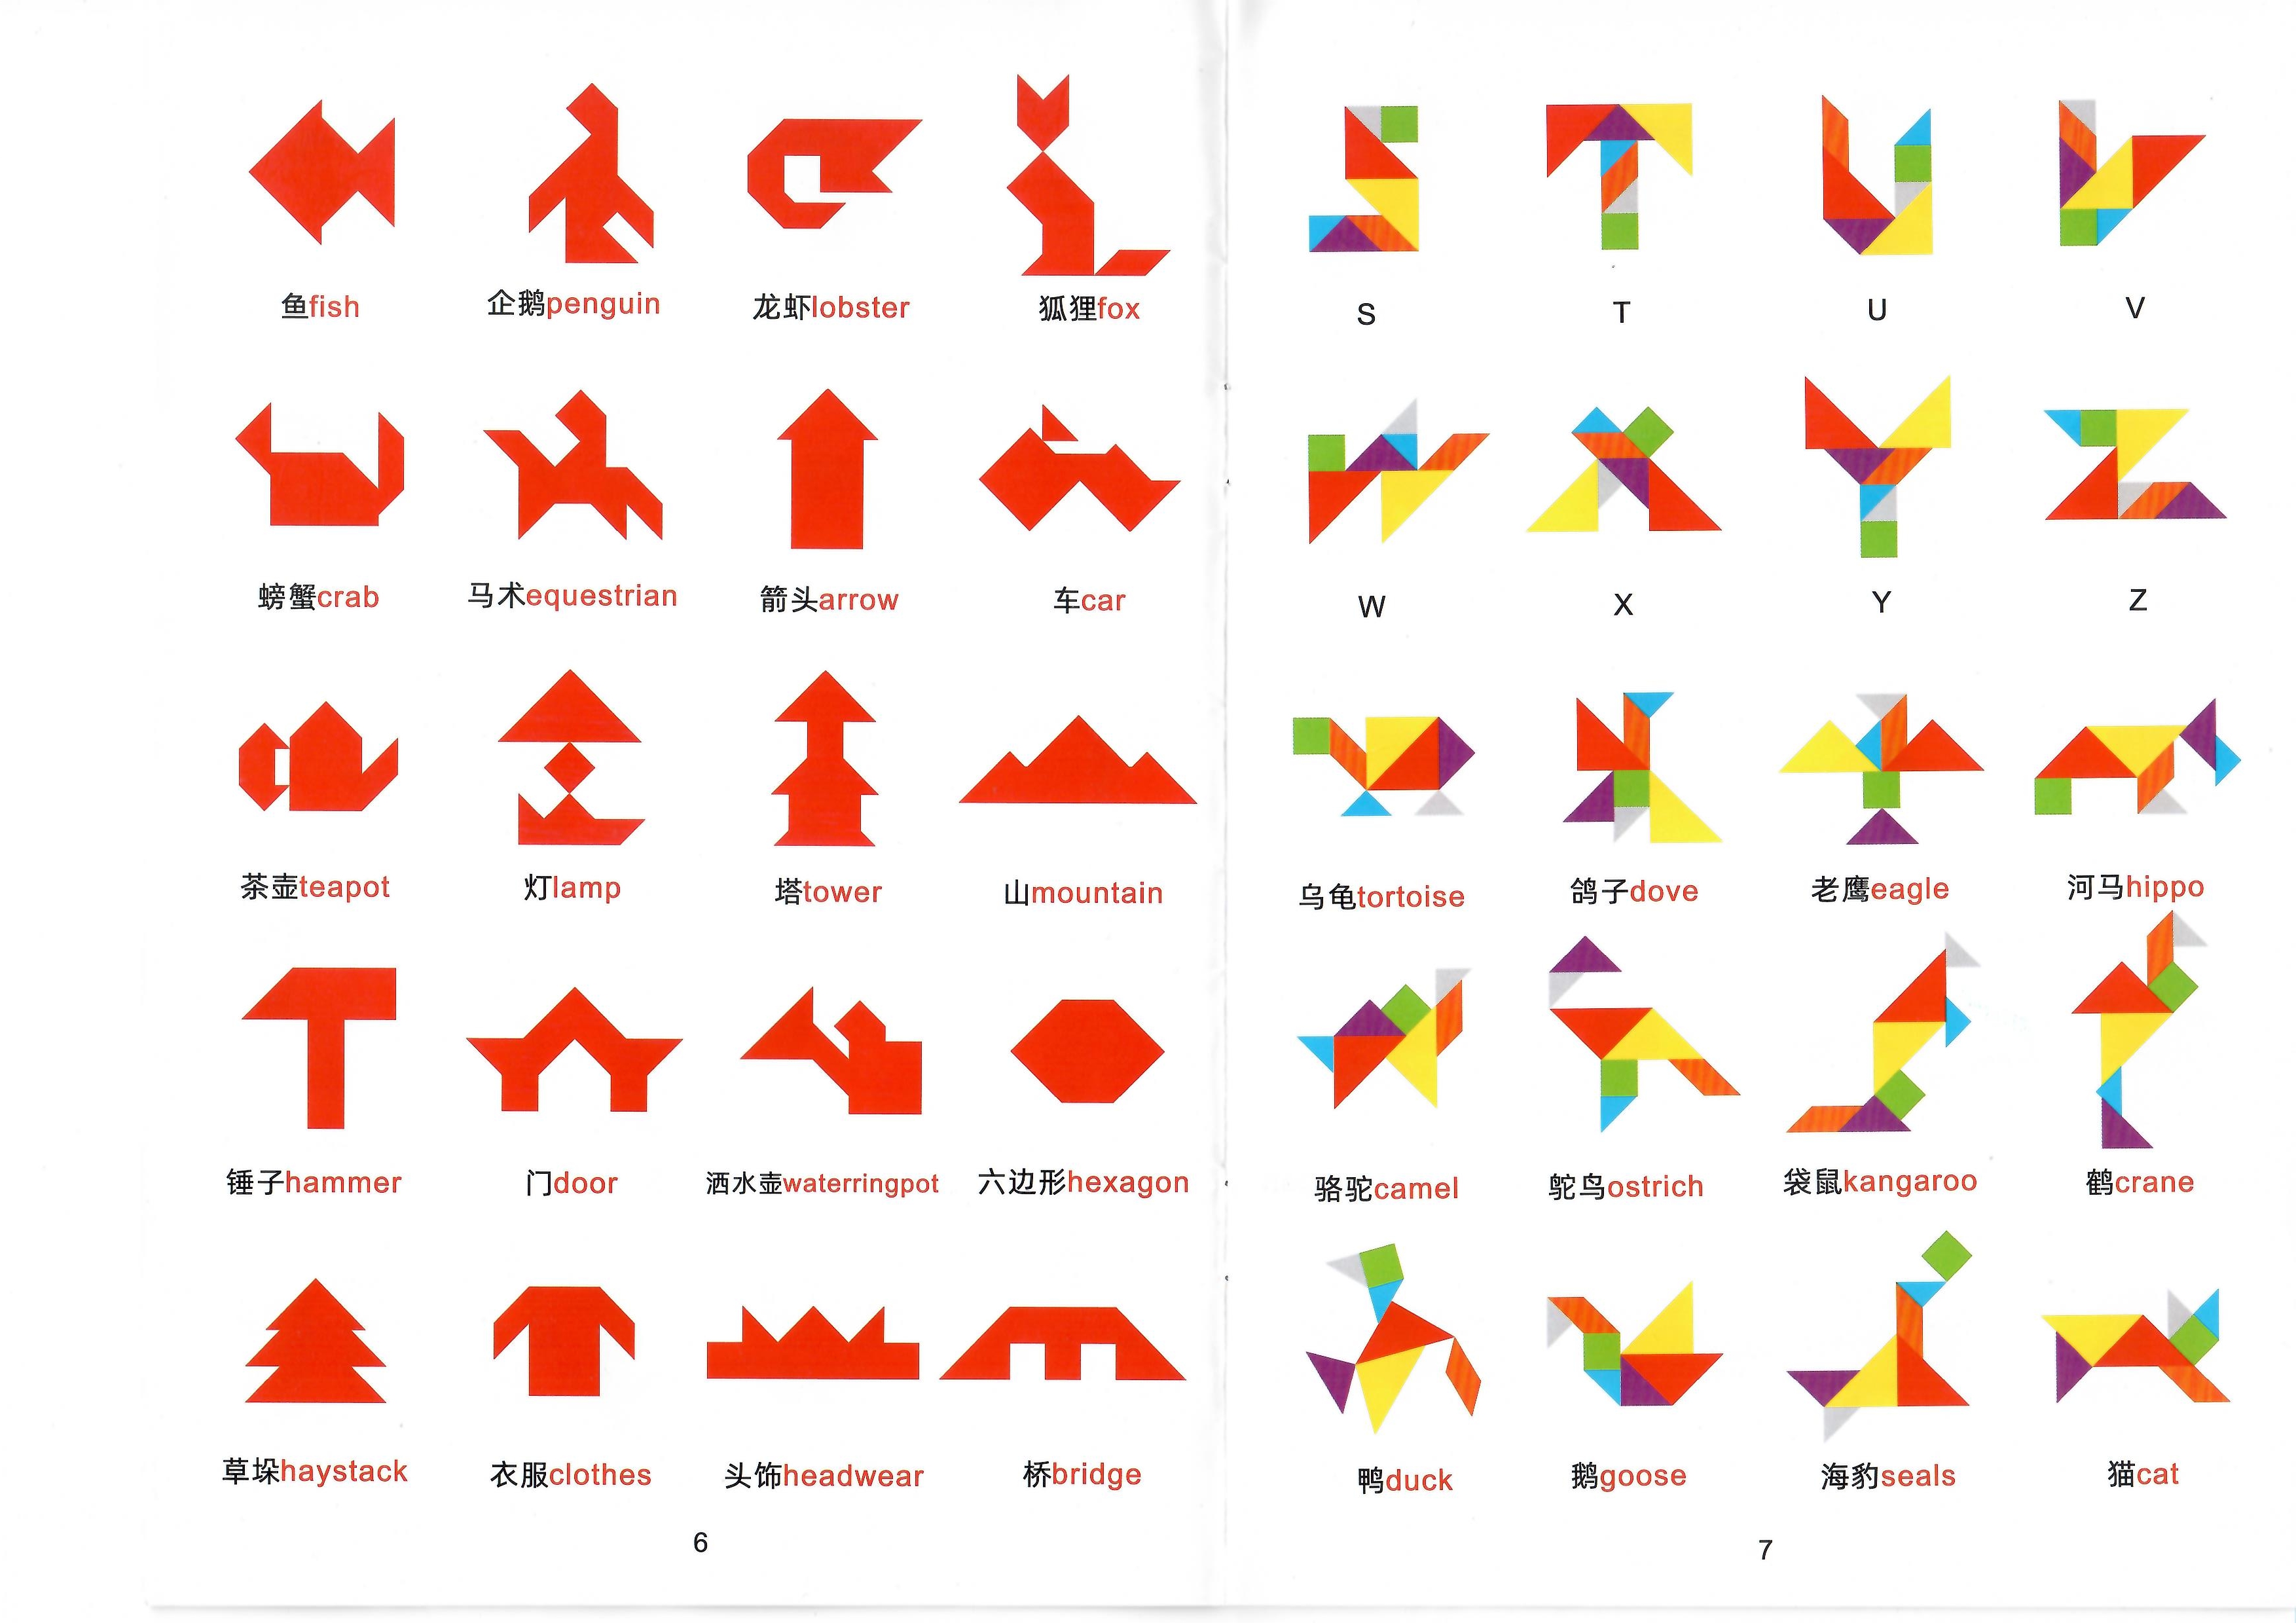 鱼fish
企鹅penguin
龙虾lobster
狐狸fox
螃蟹crab
马术equestrian
箭头arrow
车car
茶壶teapot
灯lamp
塔tower
山mountain
锤子hammer
门door
洒水壶waterringpot
六边形hexagon
草垛haystack
衣服clothes
头饰headwear
桥bridge
6
S
T
U
V
W
X
Y
Z
乌龟tortoise
鸽子dove
老鹰eagle
河马hippo
骆驼camel
鸵鸟ostrich
袋鼠kangaroo
鹤crane
鸭duck
鹅goose
海豹seals
猫cat
7